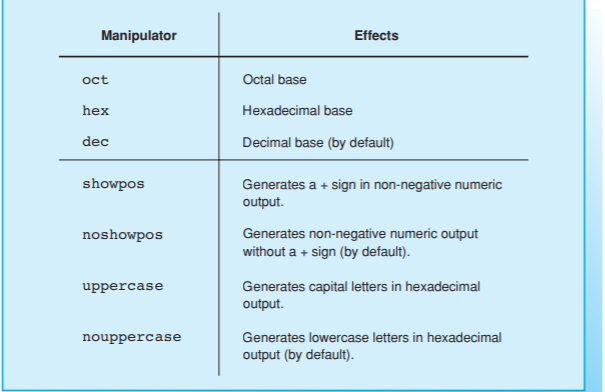 Manipulator Effects
oct Octal base
hex Hexadecimal base
dec Decimal base (by default)
showpos Generates a + sign in non-negative numeric
output.
noshowpos Generates non-negative numeric output
without a + sign (by default).
uppercase Generates capital letters in hexadecimal
output.
nouppercase Generates lowercase letters in hexadecimal
output (by default).